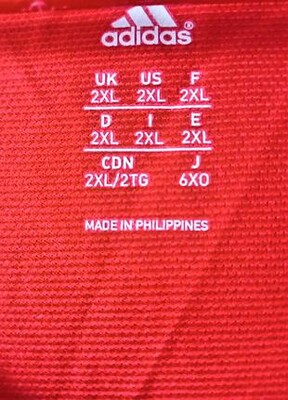 adidas®
UK US F
2XL 2XL 2XL
D I E
2XL 2XL 2XL
CDN J
2XL/2TG 6XO
MADE IN PHILIPPINES